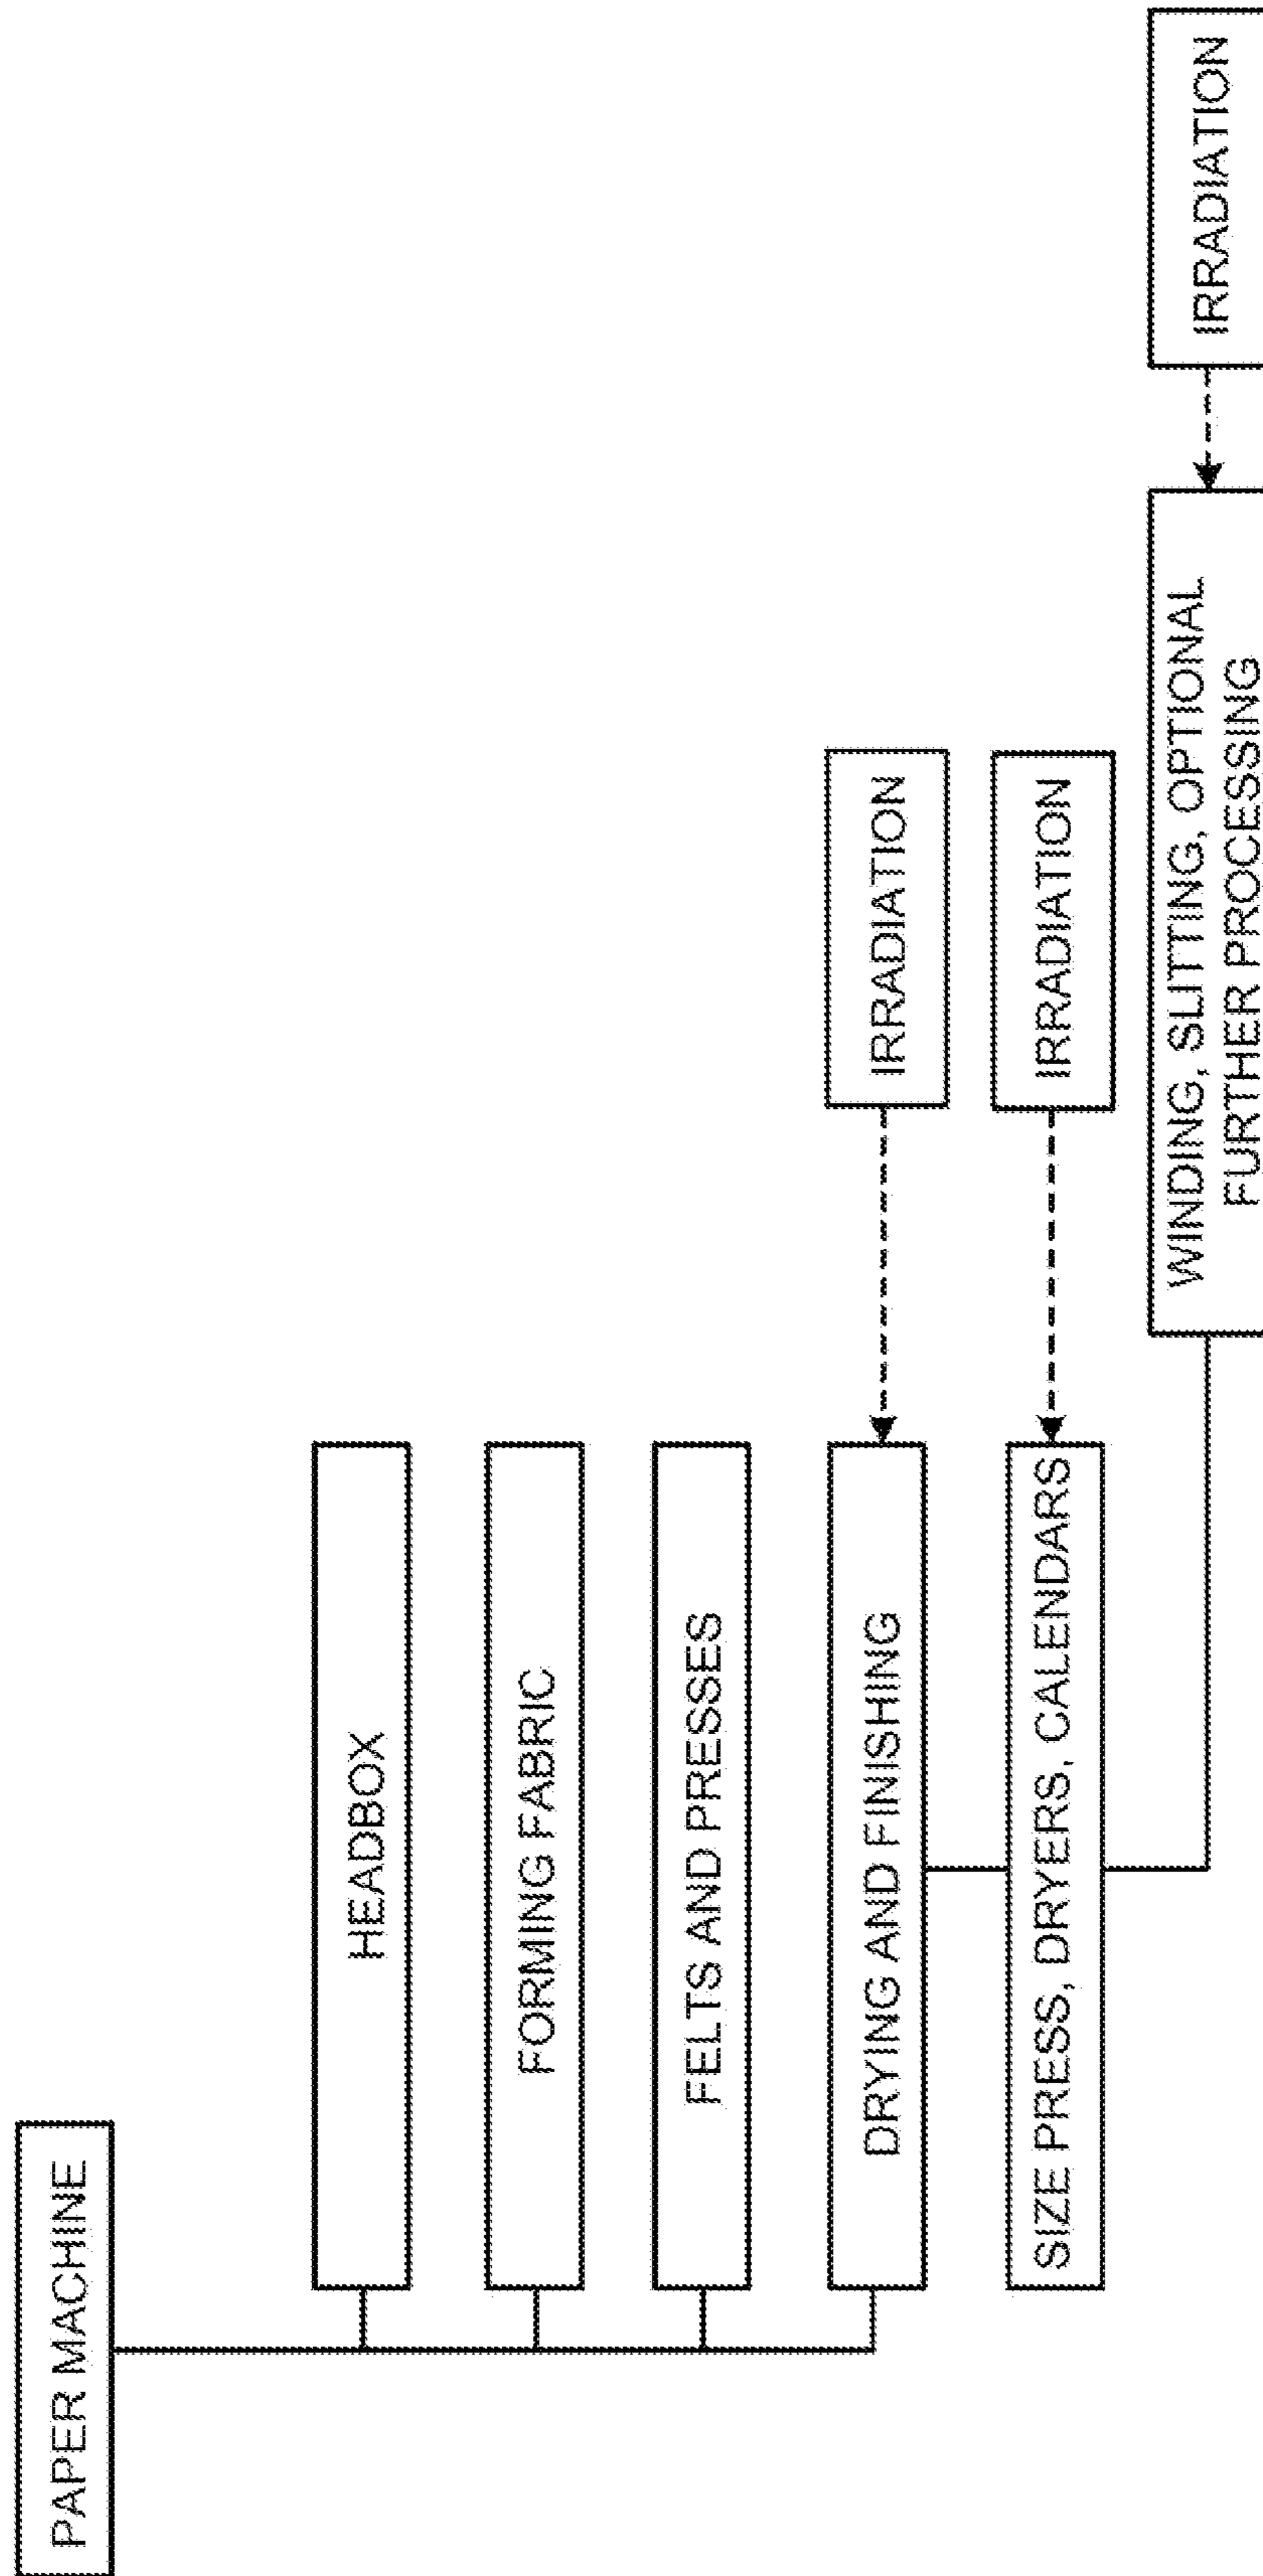 PAPER MACHINE
HEADBOX
FORMING FABRIC
FELTS AND PRESSES
DRYING AND FINISHING
IRRADIATION
SIZE PRESS, DRYERS, CALENDARS
IRRADIATION
WINDING, SLITTING, OPTIONAL
FURTHER PROCESSING
IRRADIATION